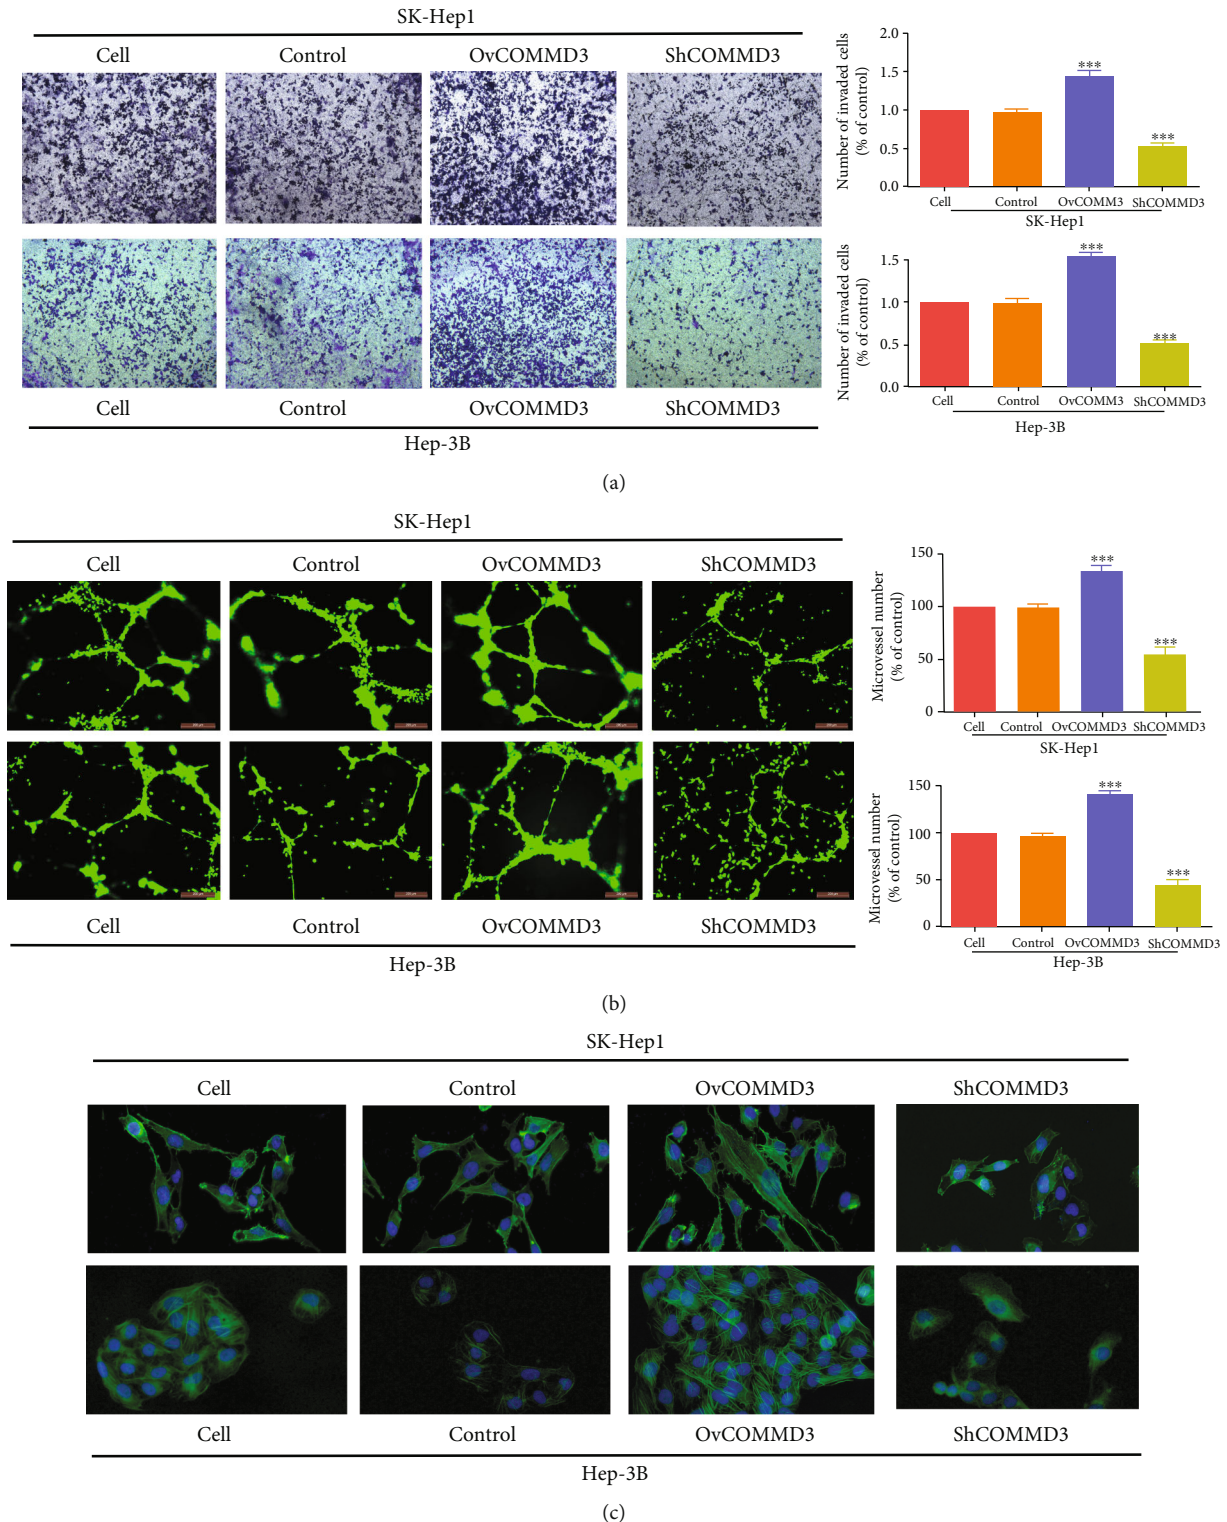 SK-Hep1
Cell Control OvCOMMD3 ShCOMMD3
Cell Control OvCOMMD3 ShCOMMD3
Hep-3B
Number of invaded cells
(% of control)
2.0
1.5
1.0
0.5
0.0
***
***
Cell Control OvCOMM3 ShCOMMD3
SK-Hep1
Number of invaded cells
(% of control)
1.5
1.0
0.5
0.0
***
***
Cell Control OvCOMM3 ShCOMMD3
Hep-3B
(a)
SK-Hep1
Cell Control OvCOMMD3 ShCOMMD3
Cell Control OvCOMMD3 ShCOMMD3
Hep-3B
Microvessel number
(% of control)
150
100
50
0
***
***
Cell Control OvCOMMD3 ShCOMMD3
SK-Hep1
Microvessel number
(% of control)
150
100
50
0
***
***
Cell Control OvCOMMD3 ShCOMMD3
Hep-3B
(b)
SK-Hep1
Cell Control OvCOMMD3 ShCOMMD3
Cell Control OvCOMMD3 ShCOMMD3
Hep-3B
(c)